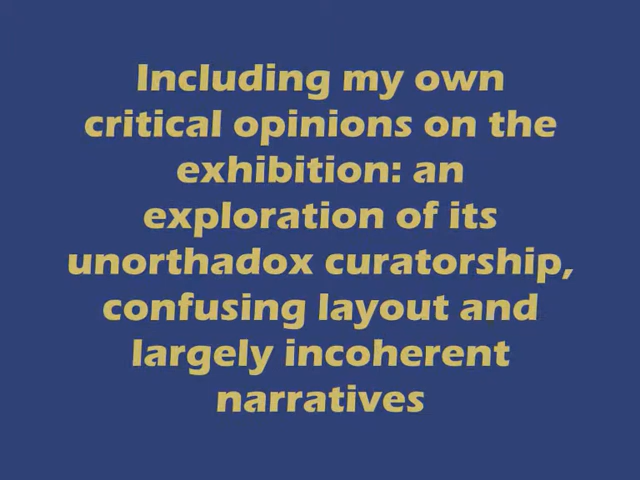 Including my own
critical opinions on the
exhibition: an
exploration of its
unorthadox curatorship,
confusing layout and
largely incoherent
narratives